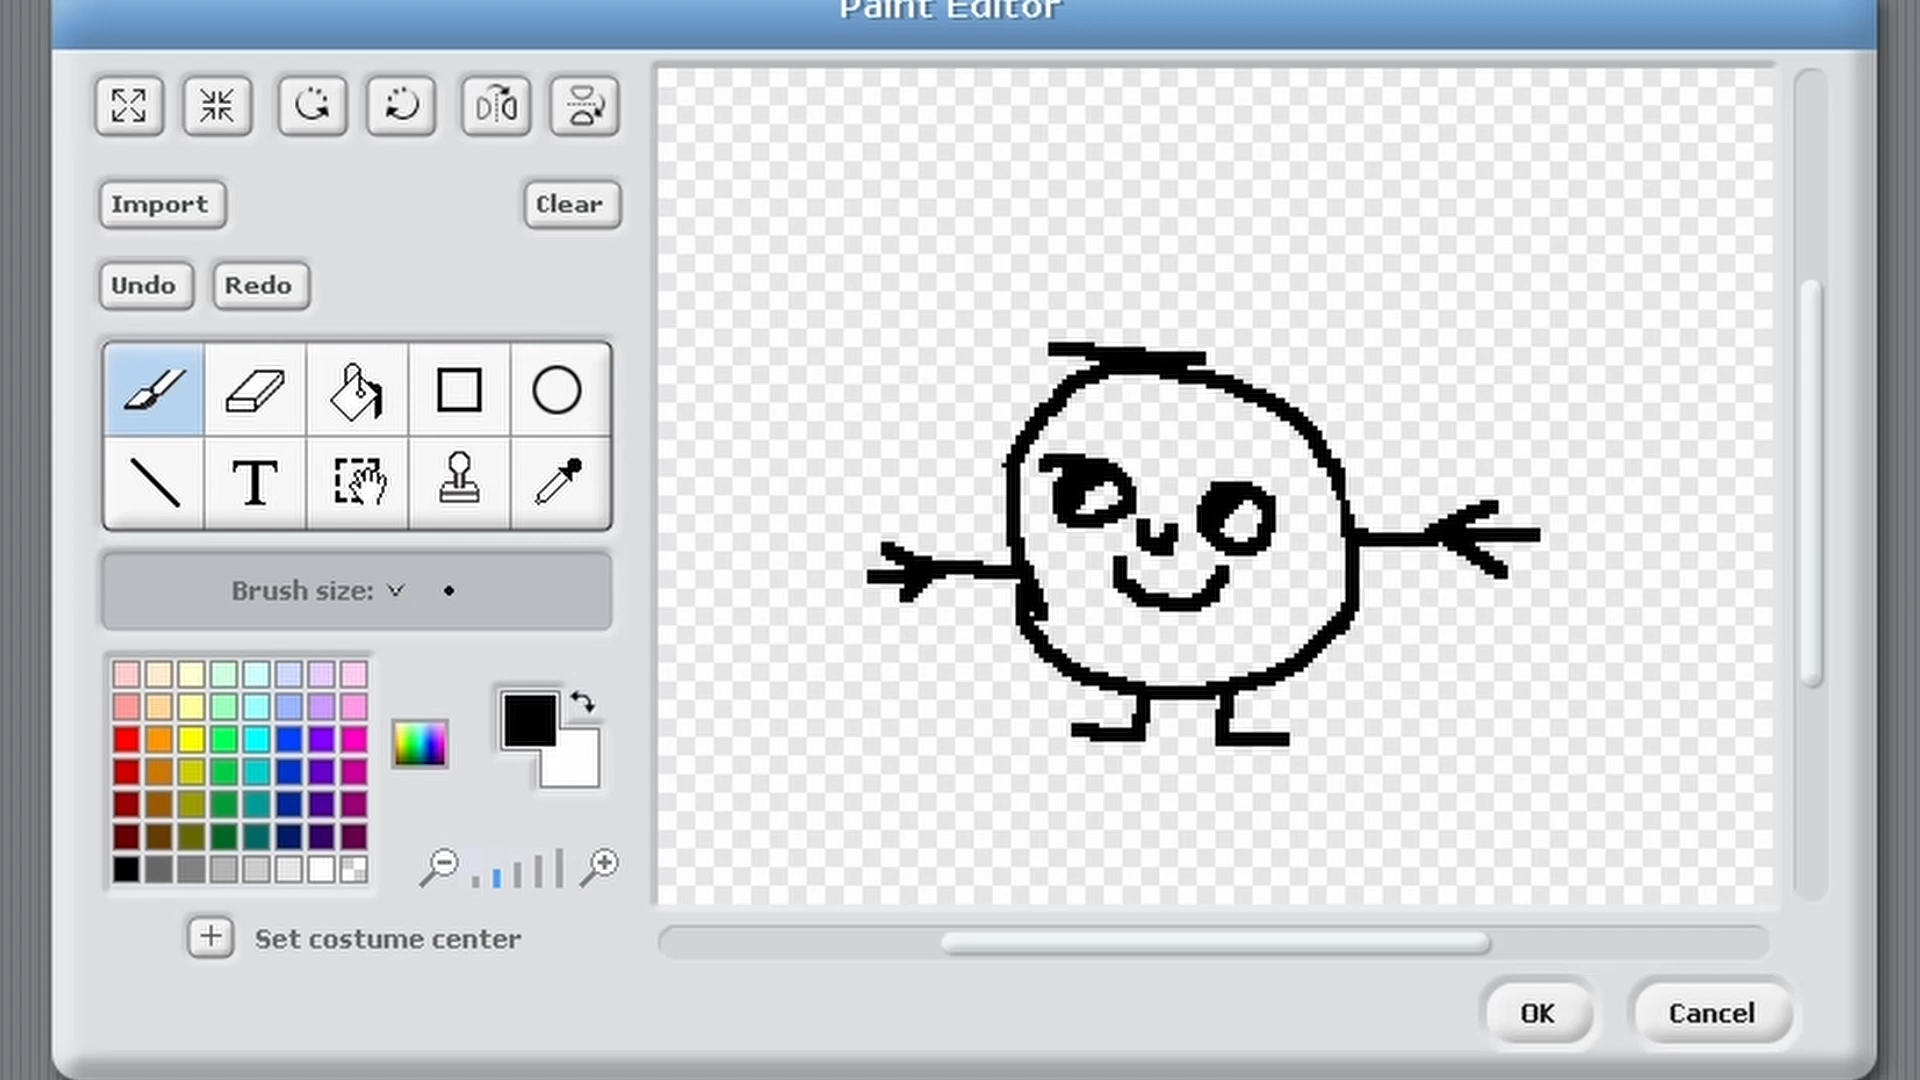 Paint Editor
Import
Clear
Undo
Redo
T
Brush size:
Set costume center
OK
Cancel